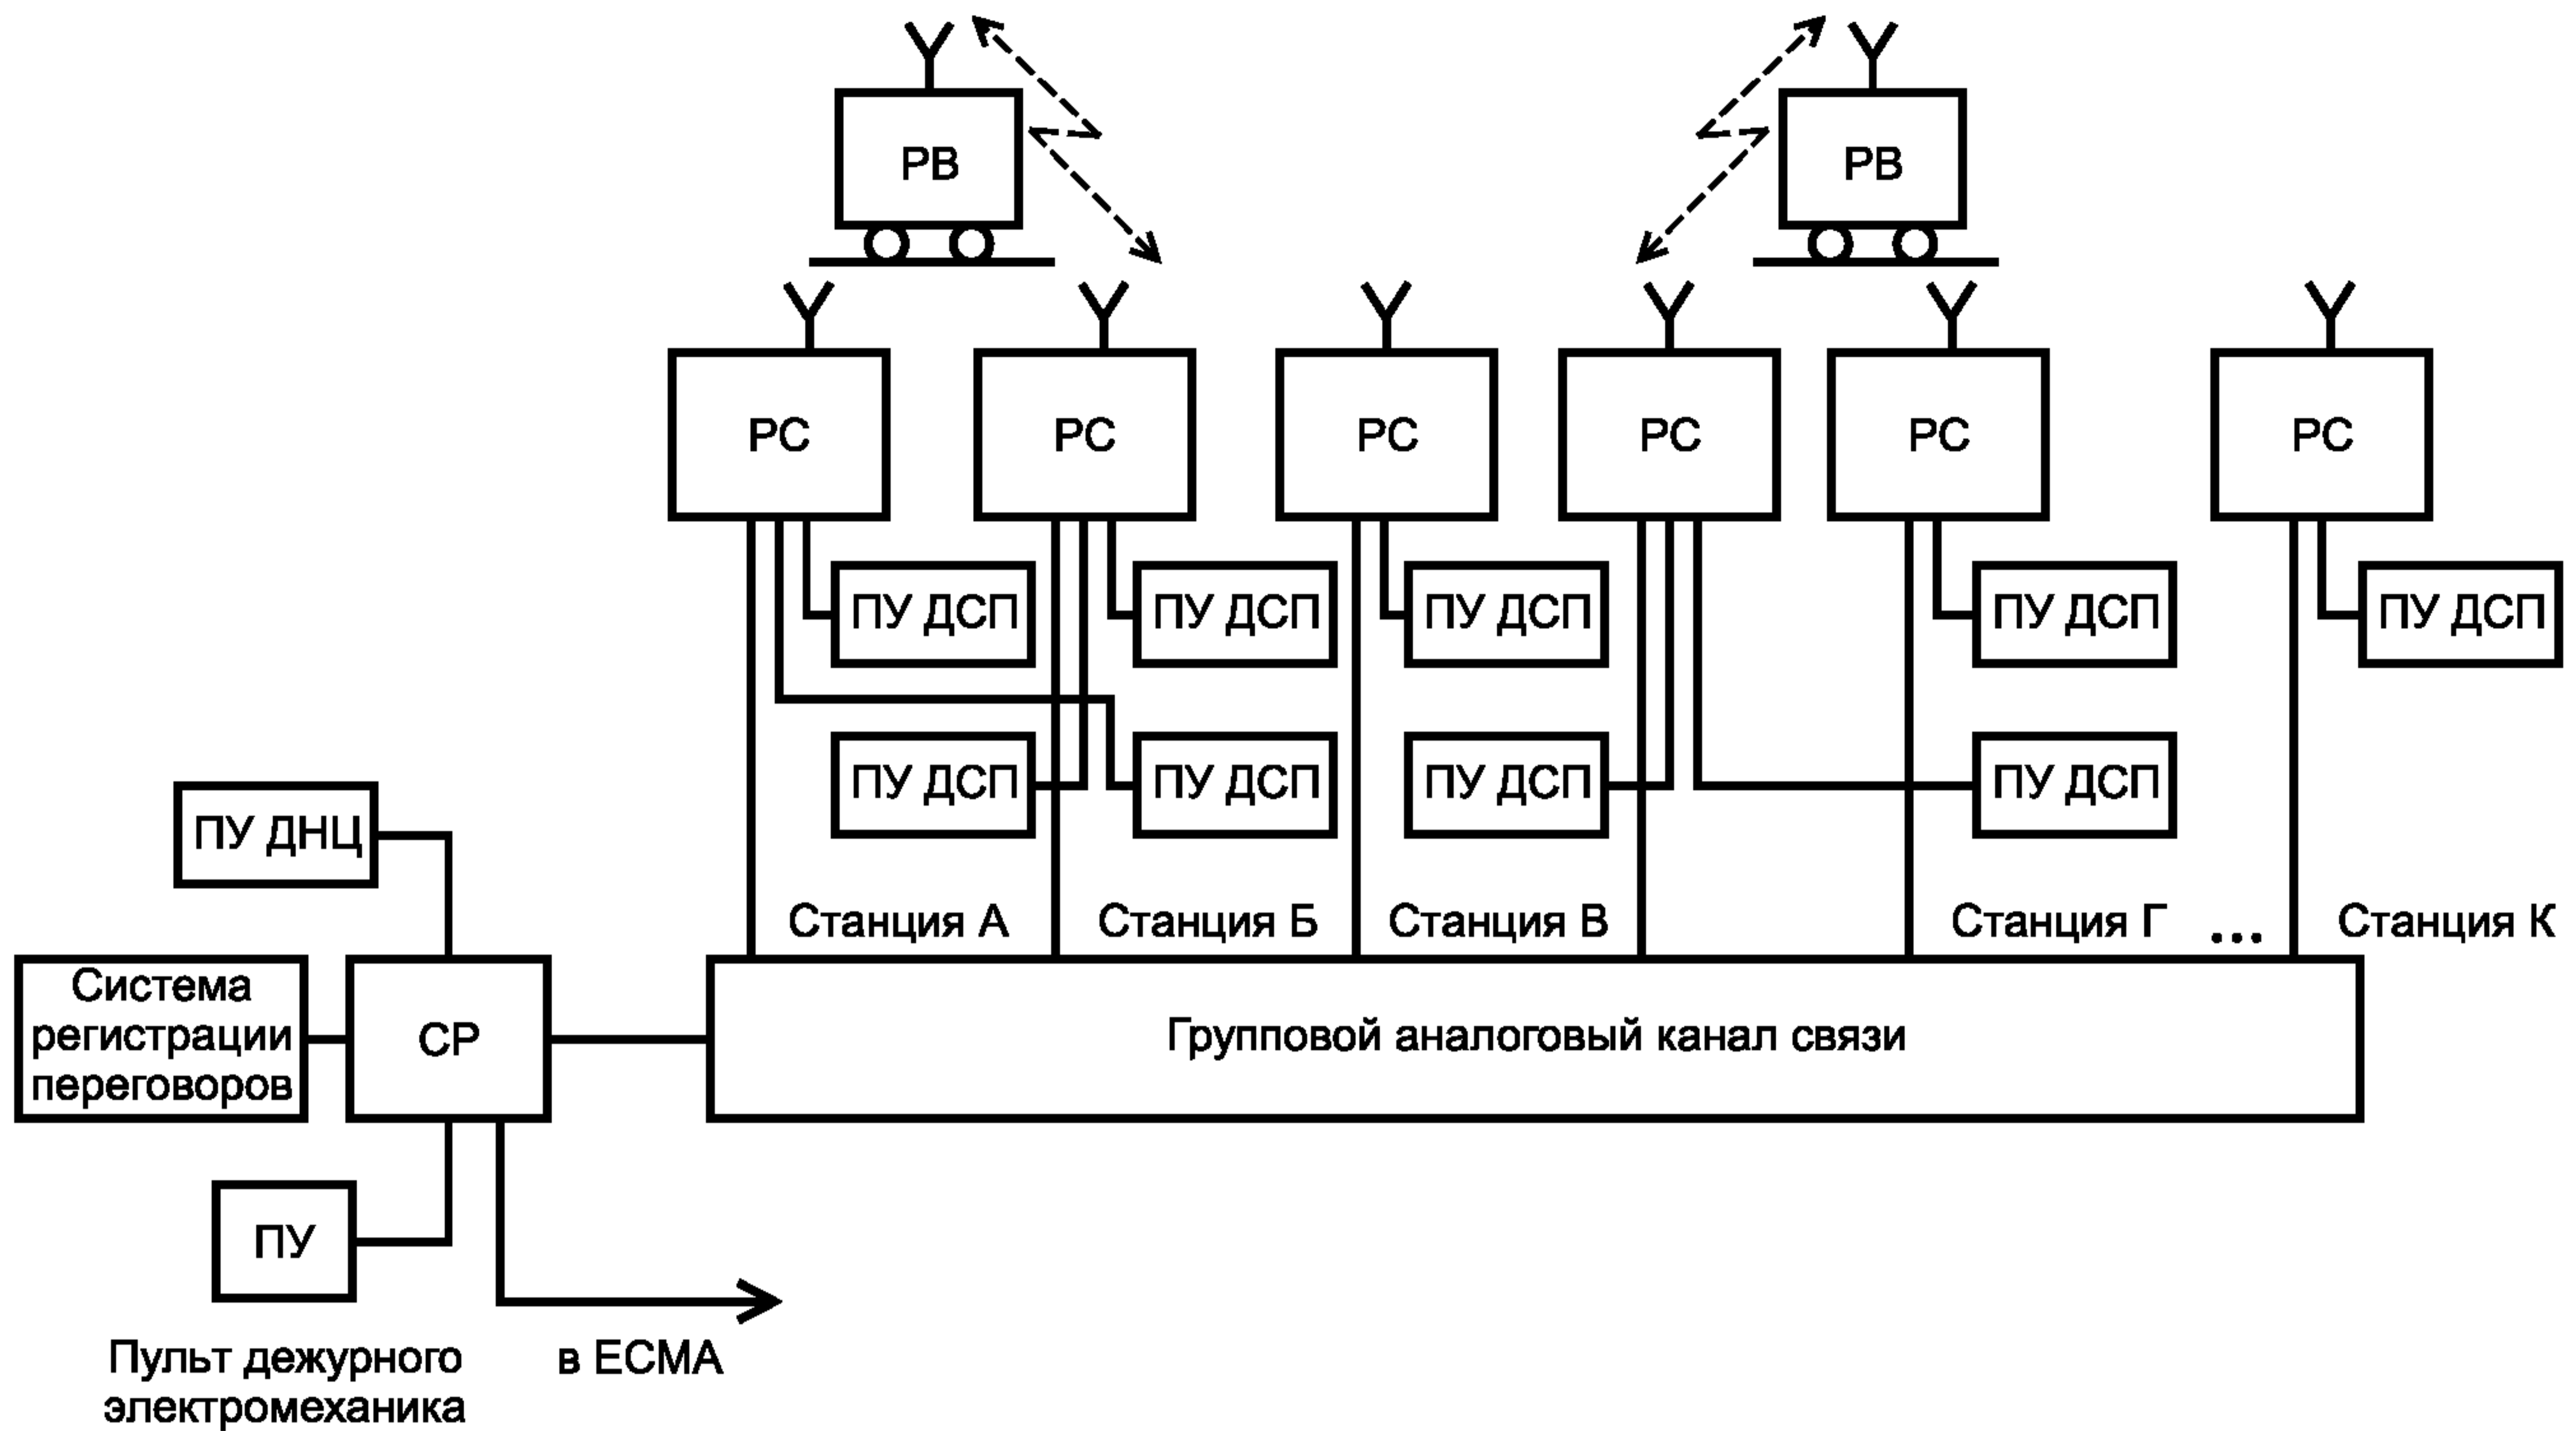 РВ
РВ
РС
РС
РС
РС
РС
РС
ПУ ДСП
ПУ ДСП
ПУ ДСП
ПУ ДСП
ПУ ДСП
ПУ ДСП
ПУ ДСП
ПУ ДСП
ПУ ДСП
ПУ ДНЦ
Станция А
Станция Б
Станция В
Станция Г
...
Станция К
Система
регистрации
переговоров
СР
Групповой аналоговый канал связи
ПУ
Пульт дежурного
электромеханика
в ЕСМА